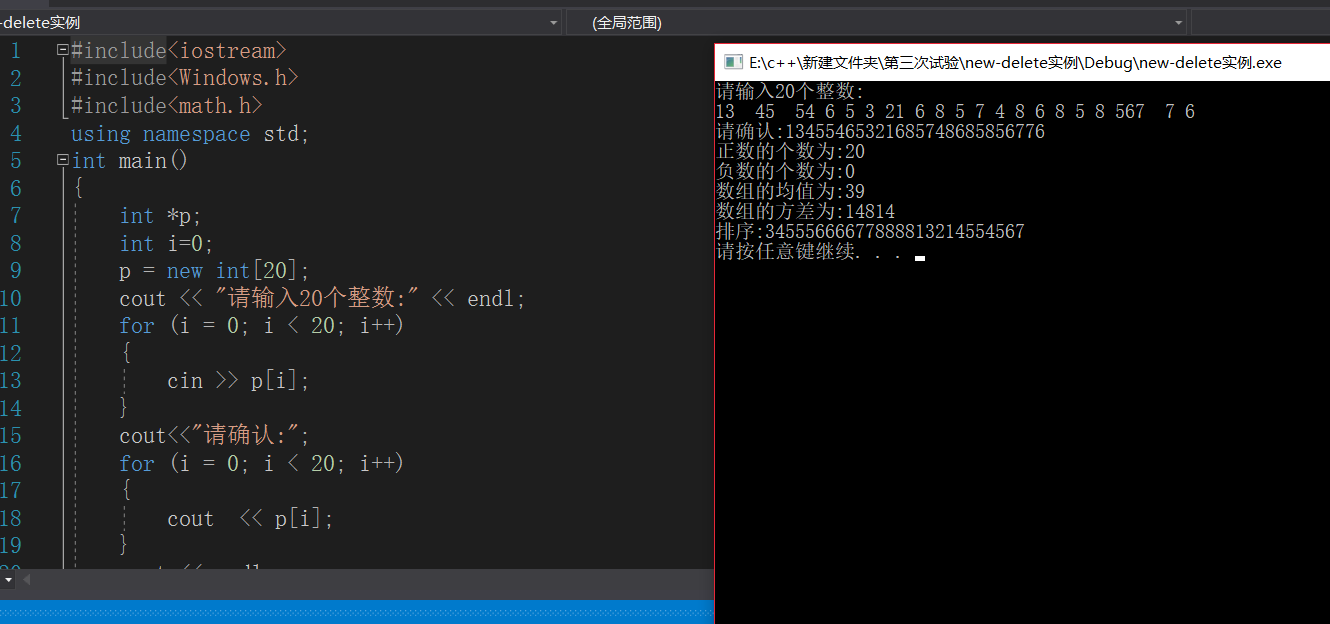 -delete实例
(全局范围)
1 #include<iostream>
2 #include<Windows.h>
3 #include<math.h>
4 using namespace std;
5 int main()
6 {
7 int *p;
8 int i=0;
9 p = new int[20];
10 cout << "请输入20个整数:" << endl;
11 for (i = 0; i < 20; i++)
12 {
13 cin >> p[i];
14 }
15 cout<<"请确认:";
16 for (i = 0; i < 20; i++)
17 {
18 cout  << p[i];
19 }
E:\c++\新建文件夹\第三次试验\new-delete实例\Debug\new-delete实例.exe
请输入20个整数:
13  45  54 6 5 3 21 6 8 5 7 4 8 6 8 5 8 567  7 6
请确认:13455465321685748685856776
正数的个数为:20
负数的个数为:0
数组的均值为:39
数组的方差为:14814
排序:34555666677888813214554567
请按任意键继续. . .